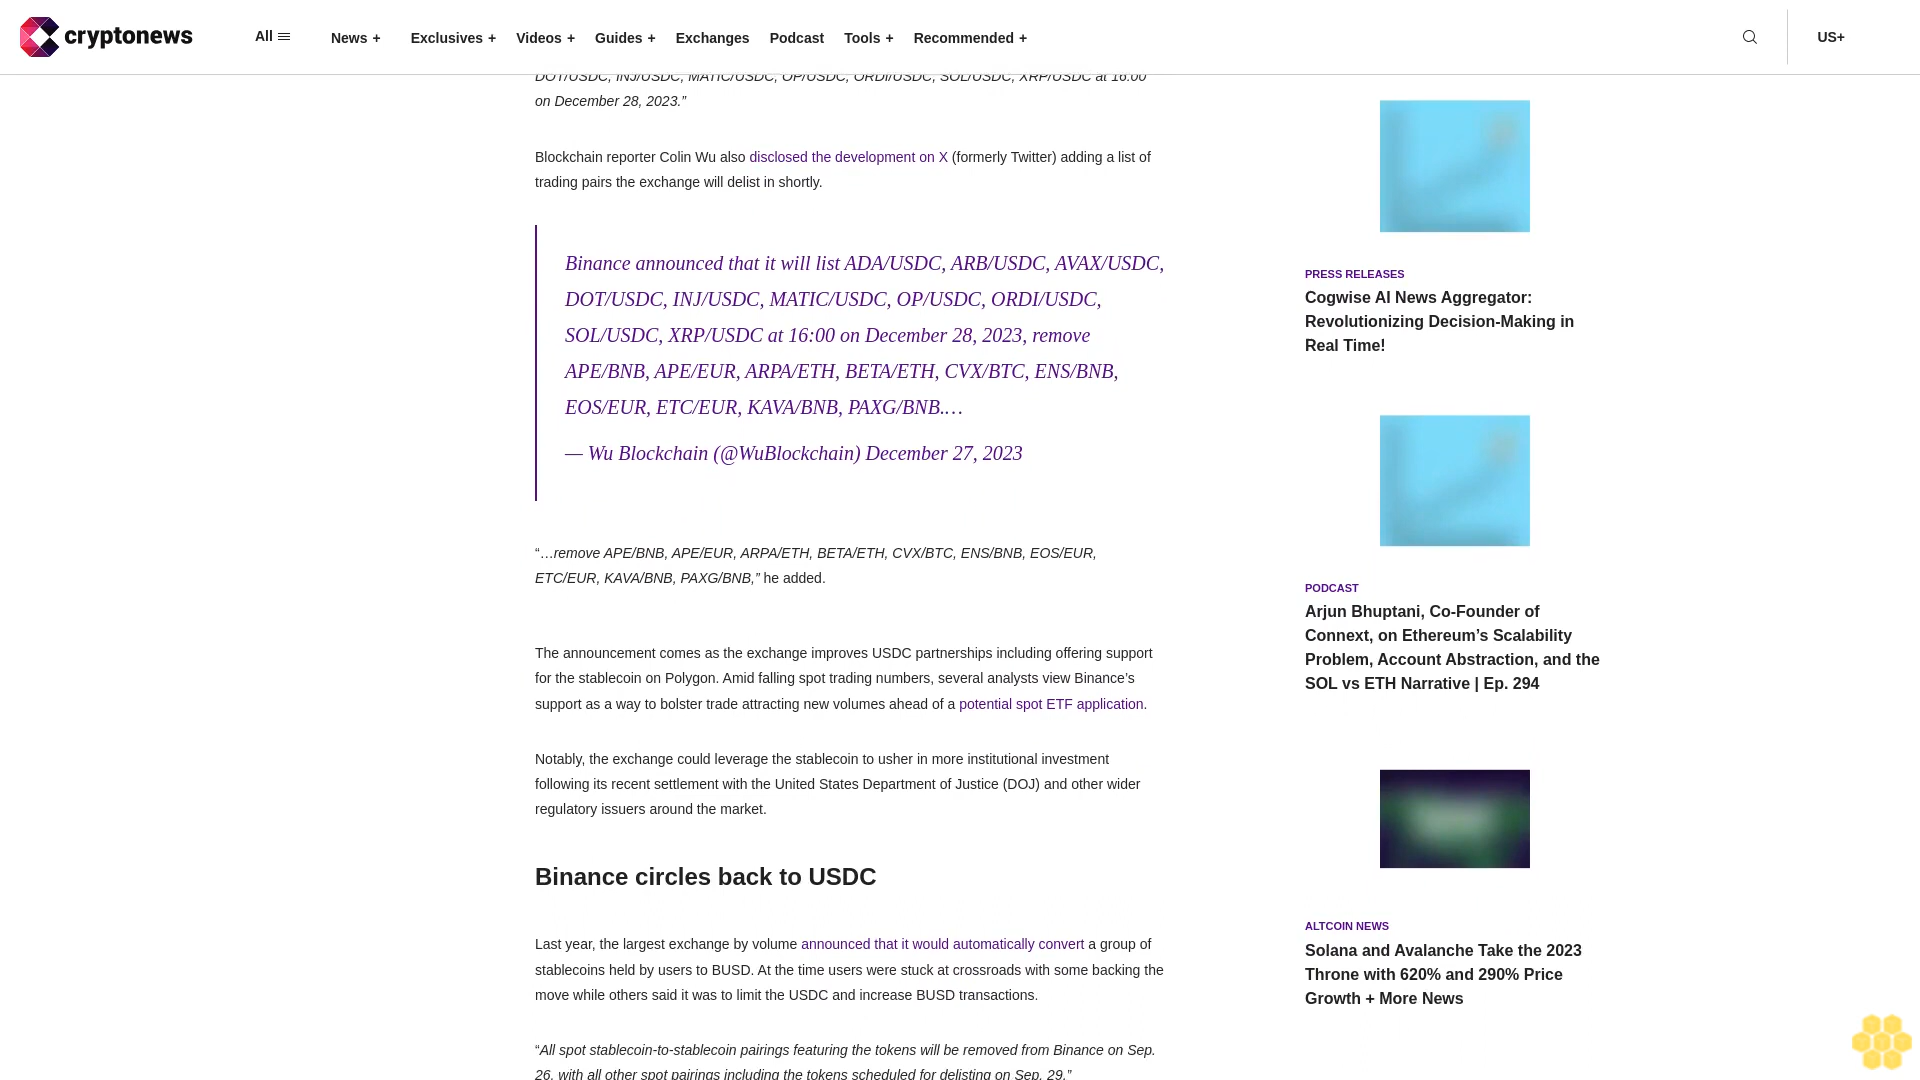 cryptonews
All
News +
Exclusives +
Videos +
Guides +
Exchanges
Podcast
Tools +
Recommended +
US+
DOT/USDC, INJ/USDC, MATIC/USDC, OP/USDC, ORDI/USDC, SOL/USDC, XRP/USDC at 16:00
on December 28, 2023.”
Blockchain reporter Colin Wu also disclosed the development on X (formerly Twitter) adding a list of
trading pairs the exchange will delist in shortly.
Binance announced that it will list ADA/USDC, ARB/USDC, AVAX/USDC,
DOT/USDC, INJ/USDC, MATIC/USDC, OP/USDC, ORDI/USDC,
SOL/USDC, XRP/USDC at 16:00 on December 28, 2023, remove
APE/BNB, APE/EUR, ARPA/ETH, BETA/ETH, CVX/BTC, ENS/BNB,
EOS/EUR, ETC/EUR, KAVA/BNB, PAXG/BNB.…
— Wu Blockchain (@WuBlockchain) December 27, 2023
“…remove APE/BNB, APE/EUR, ARPA/ETH, BETA/ETH, CVX/BTC, ENS/BNB, EOS/EUR,
ETC/EUR, KAVA/BNB, PAXG/BNB,” he added.
The announcement comes as the exchange improves USDC partnerships including offering support
for the stablecoin on Polygon. Amid falling spot trading numbers, several analysts view Binance’s
support as a way to bolster trade attracting new volumes ahead of a potential spot ETF application.
Notably, the exchange could leverage the stablecoin to usher in more institutional investment
following its recent settlement with the United States Department of Justice (DOJ) and other wider
regulatory issuers around the market.
Binance circles back to USDC
Last year, the largest exchange by volume announced that it would automatically convert a group of
stablecoins held by users to BUSD. At the time users were stuck at crossroads with some backing the
move while others said it was to limit the USDC and increase BUSD transactions.
“All spot stablecoin-to-stablecoin pairings featuring the tokens will be removed from Binance on Sep.
26, with all other spot pairings including the tokens scheduled for delisting on Sep. 29.”
PRESS RELEASES
Cogwise AI News Aggregator:
Revolutionizing Decision-Making in
Real Time!
PODCAST
Arjun Bhuptani, Co-Founder of
Connext, on Ethereum’s Scalability
Problem, Account Abstraction, and the
SOL vs ETH Narrative | Ep. 294
ALTCOIN NEWS
Solana and Avalanche Take the 2023
Throne with 620% and 290% Price
Growth + More News